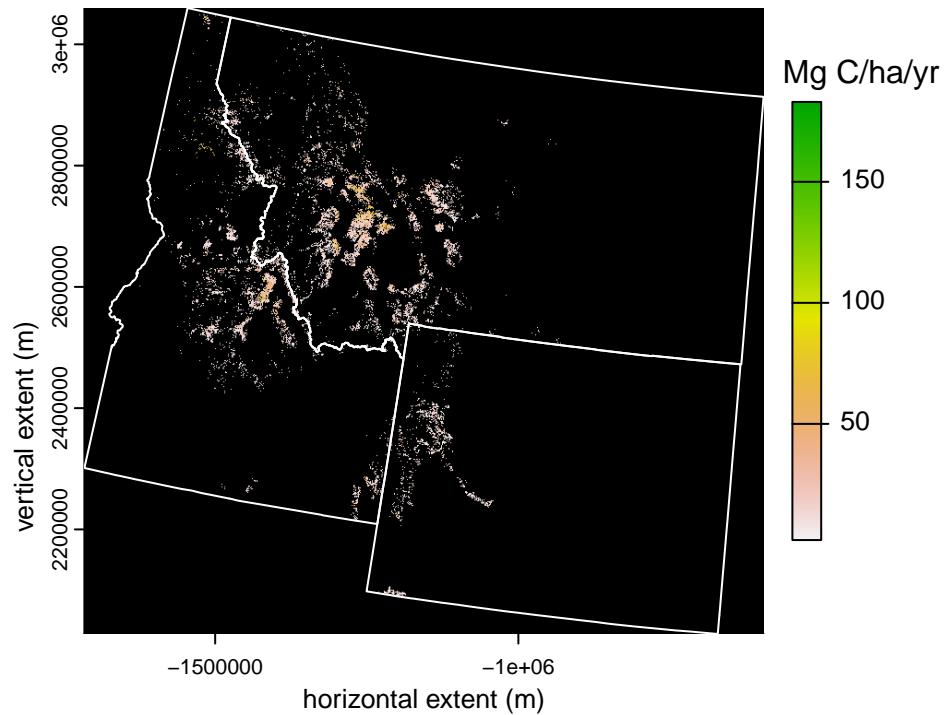 Mg C/ha/yr
150
100
50
3e+06
2800000
2600000
2400000
2200000
vertical extent (m)
−1500000
−1e+06
horizontal extent (m)